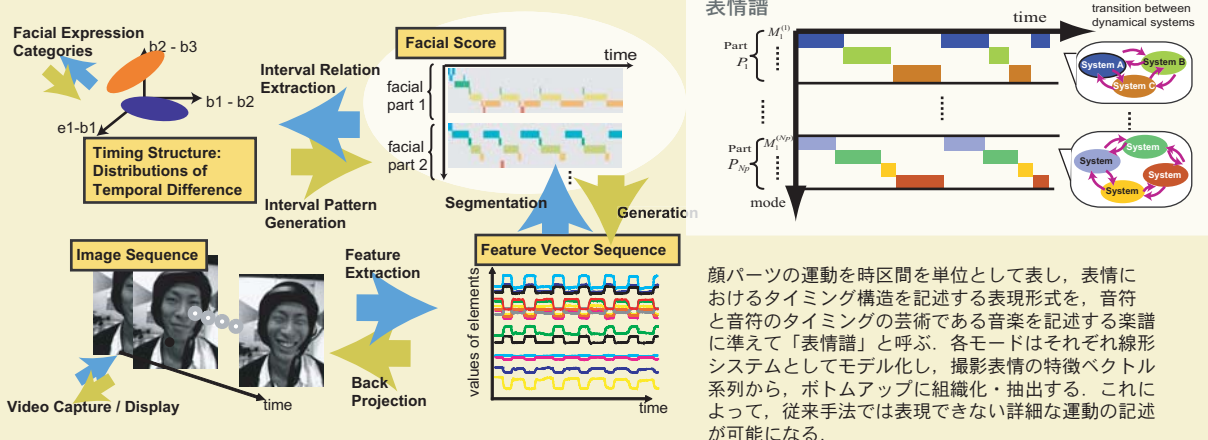 Facial Expression
Categories
b2 - b3
b1 - b2
e1-b1
Timing Structure:
Distributions of
Temporal Difference
Interval Relation
Extraction
Interval Pattern
Generation
Facial Score
time
facial
part 1
facial
part 2
Segmentation
Generation
Image Sequence
time
Video Capture / Display
Feature
Extraction
Back
Projection
Feature Vector Sequence
values of elements
time
表情譜
time
transition between
dynamical systems
Part
P1
M1(1)
System A
System B
System C
Part
PNp
M1(Np)
mode
System
System
System
System
顔パーツの運動を時区間を単位として表し，表情に
おけるタイミング構造を記述する表現形式を，音符
と音符のタイミングの芸術である音楽を記述する楽譜
に準えて「表情譜」と呼ぶ．各モードはそれぞれ線形
システムとしてモデル化し，撮影表情の特徴ベクトル
系列から，ボトムアップに組織化・抽出する．これに
よって，従来手法では表現できない詳細な運動の記述
が可能になる．